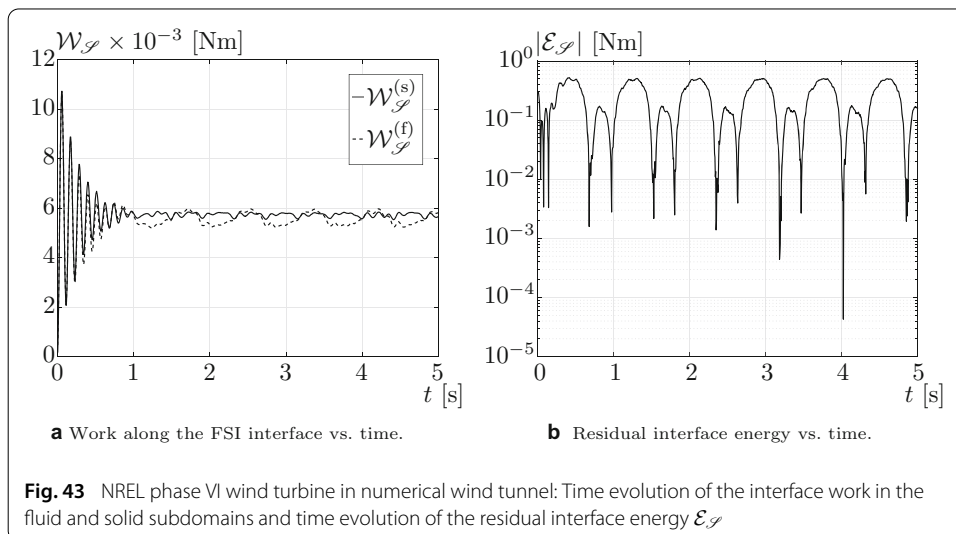 𝒲_𝒮 × 10⁻³ [Nm]
12
10
8
6
4
2
0
0 1 2 3 4 5
t [s]
𝒲_𝒮^(s)
𝒲_𝒮^(f)
a Work along the FSI interface vs. time.
|ℰ_𝒮| [Nm]
10⁰
10⁻¹
10⁻²
10⁻³
10⁻⁴
10⁻⁵
0 1 2 3 4 5
t [s]
b Residual interface energy vs. time.
Fig. 43 NREL phase VI wind turbine in numerical wind tunnel: Time evolution of the interface work in the
fluid and solid subdomains and time evolution of the residual interface energy ℰ_𝒮